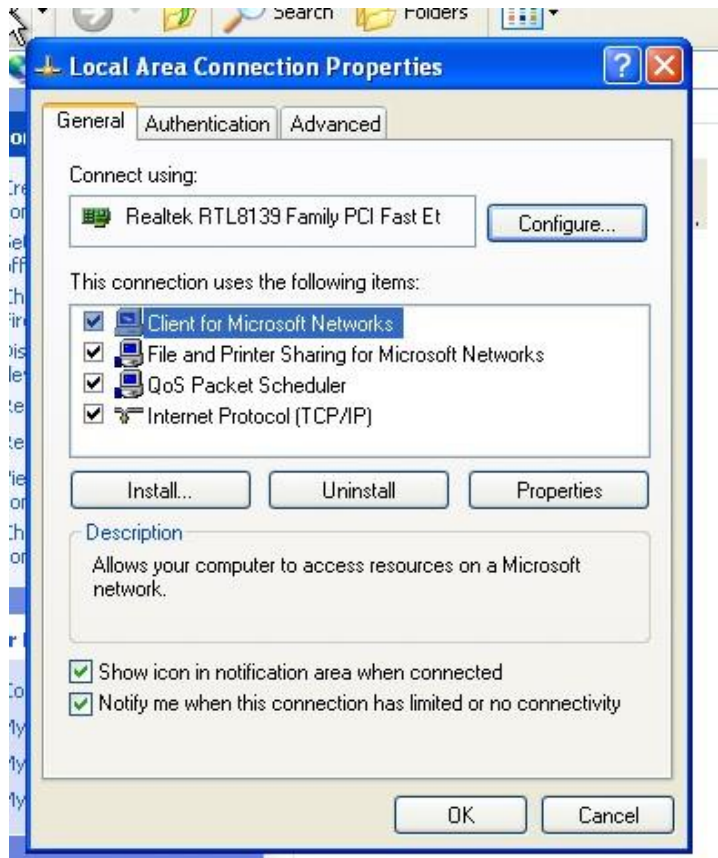 Search
Folders
Local Area Connection Properties
General
Authentication
Advanced
Connect using:
Realtek RTL8139 Family PCI Fast Et
Configure...
This connection uses the following items:
Client for Microsoft Networks
File and Printer Sharing for Microsoft Networks
QoS Packet Scheduler
Internet Protocol (TCP/IP)
Install...
Uninstall
Properties
Description
Allows your computer to access resources on a Microsoft
network.
Show icon in notification area when connected
Notify me when this connection has limited or no connectivity
OK
Cancel